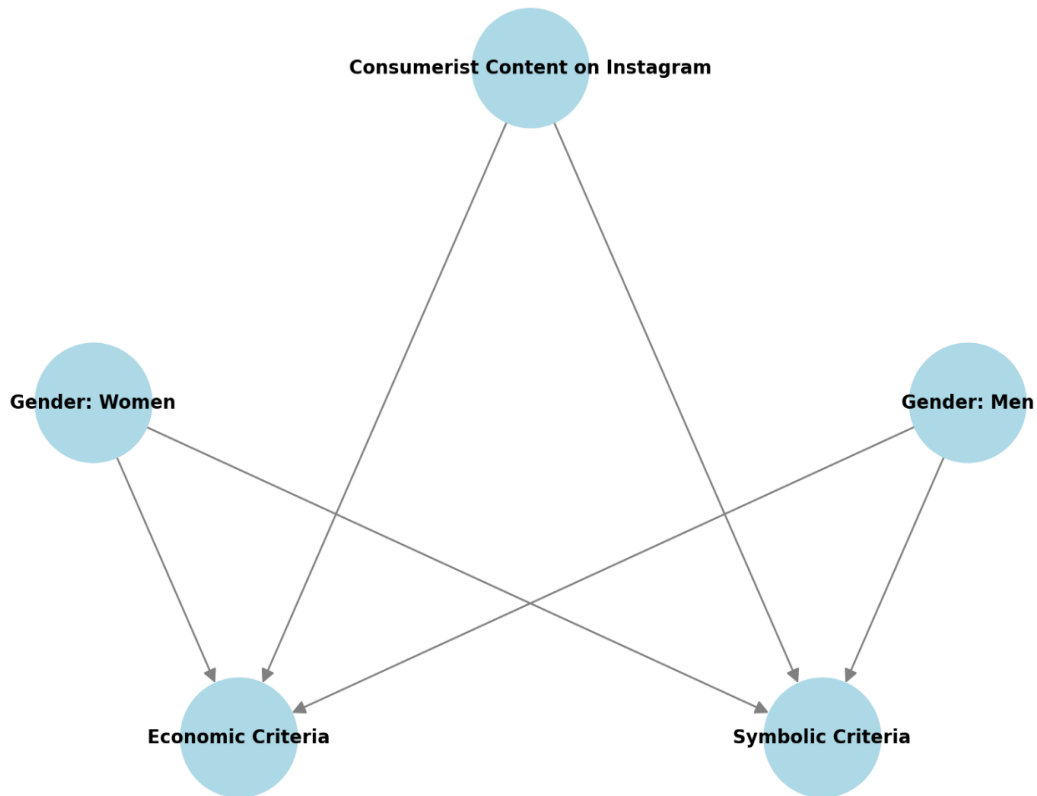 Consumerist Content on Instagram
Gender: Women
Gender: Men
Economic Criteria
Symbolic Criteria